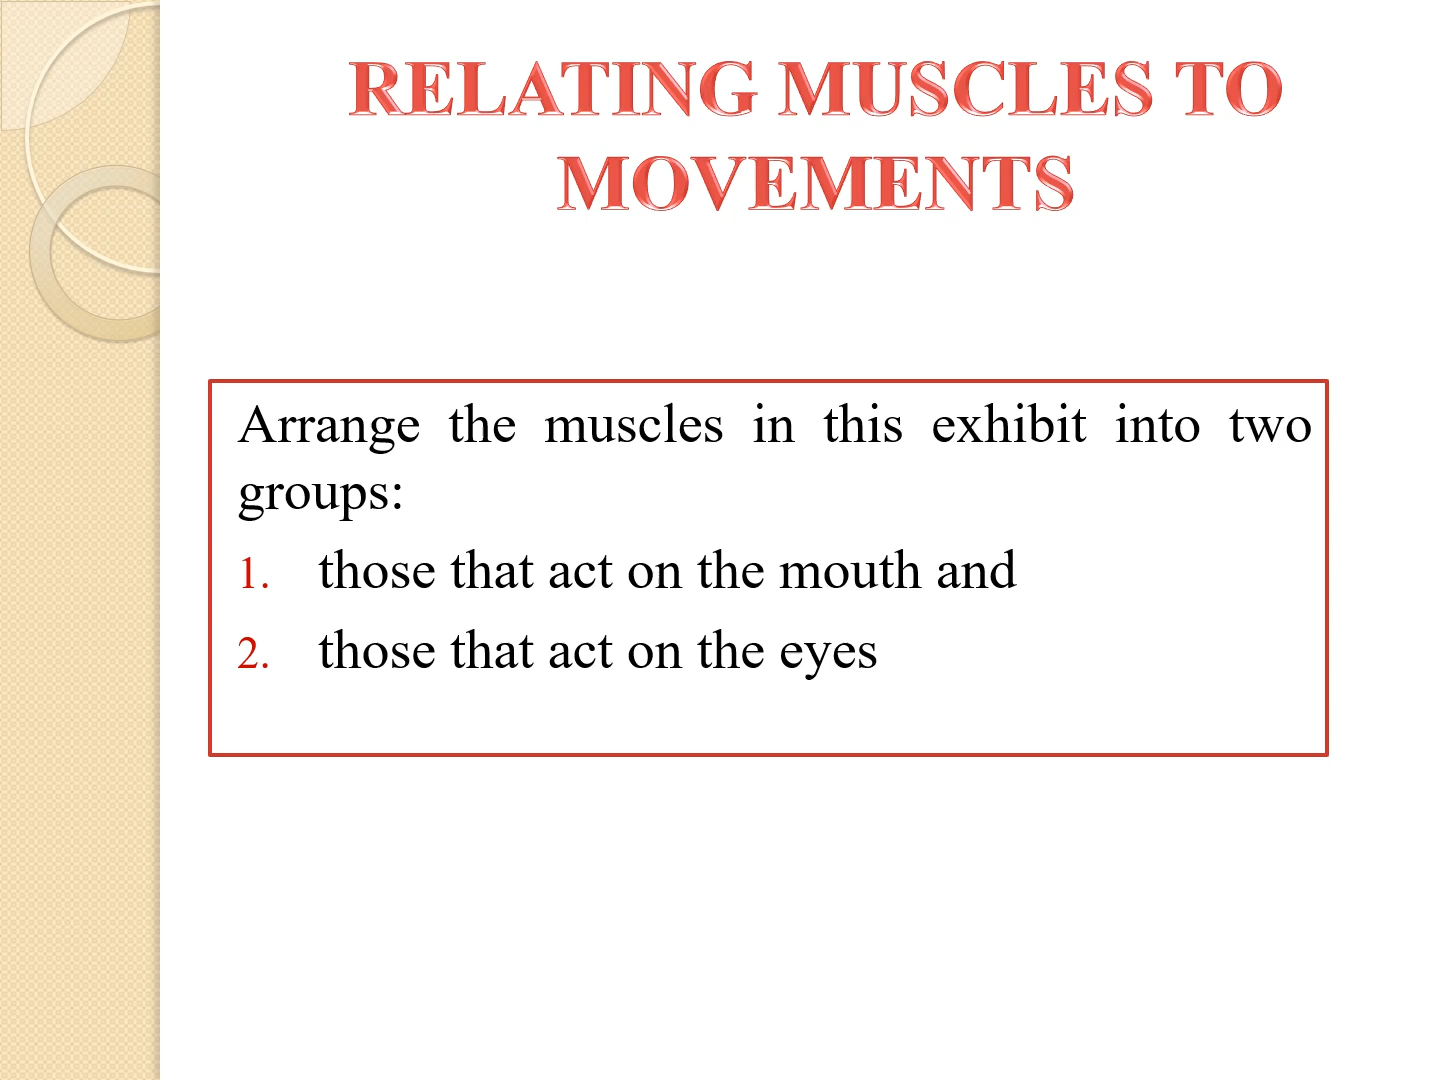 RELATING MUSCLES TO
MOVEMENTS
Arrange the muscles in this exhibit into two
groups:
1. those that act on the mouth and
2. those that act on the eyes